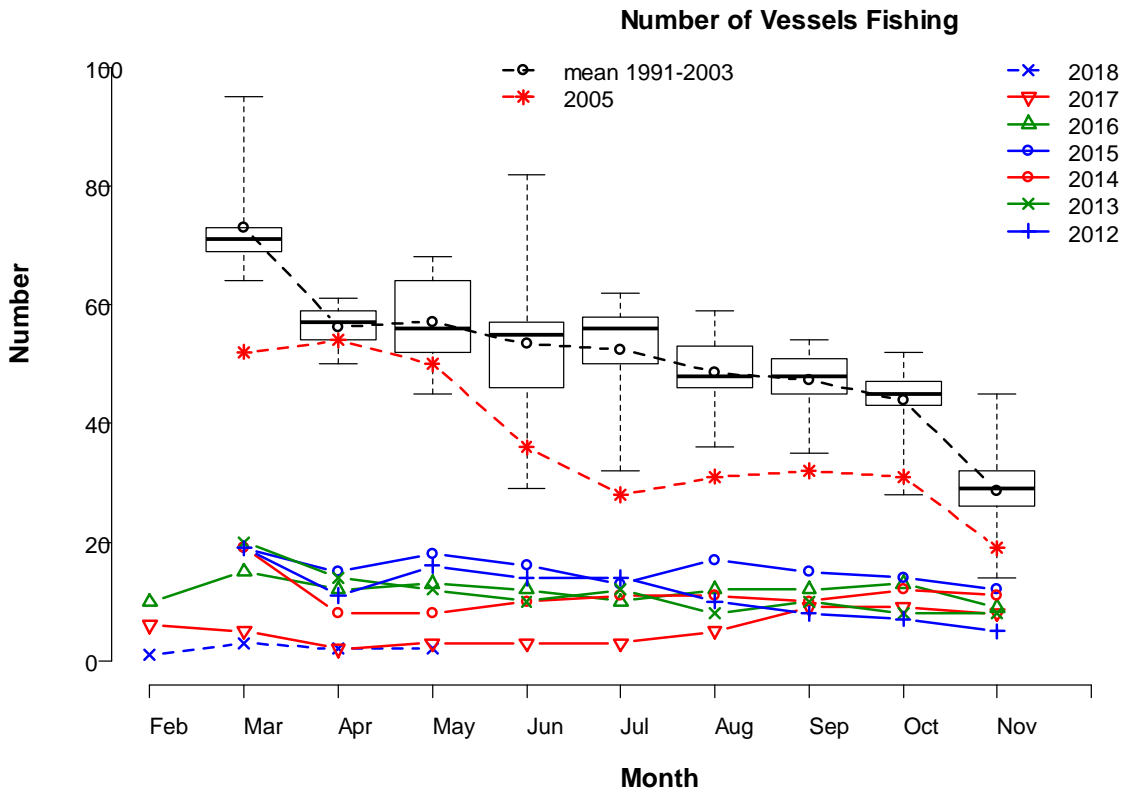 Number of Vessels Fishing
mean 1991-2003
2005
2018
2017
2016
2015
2014
2013
2012
Number
100
80
60
40
20
0
Feb Mar Apr May Jun Jul Aug Sep Oct Nov
Month